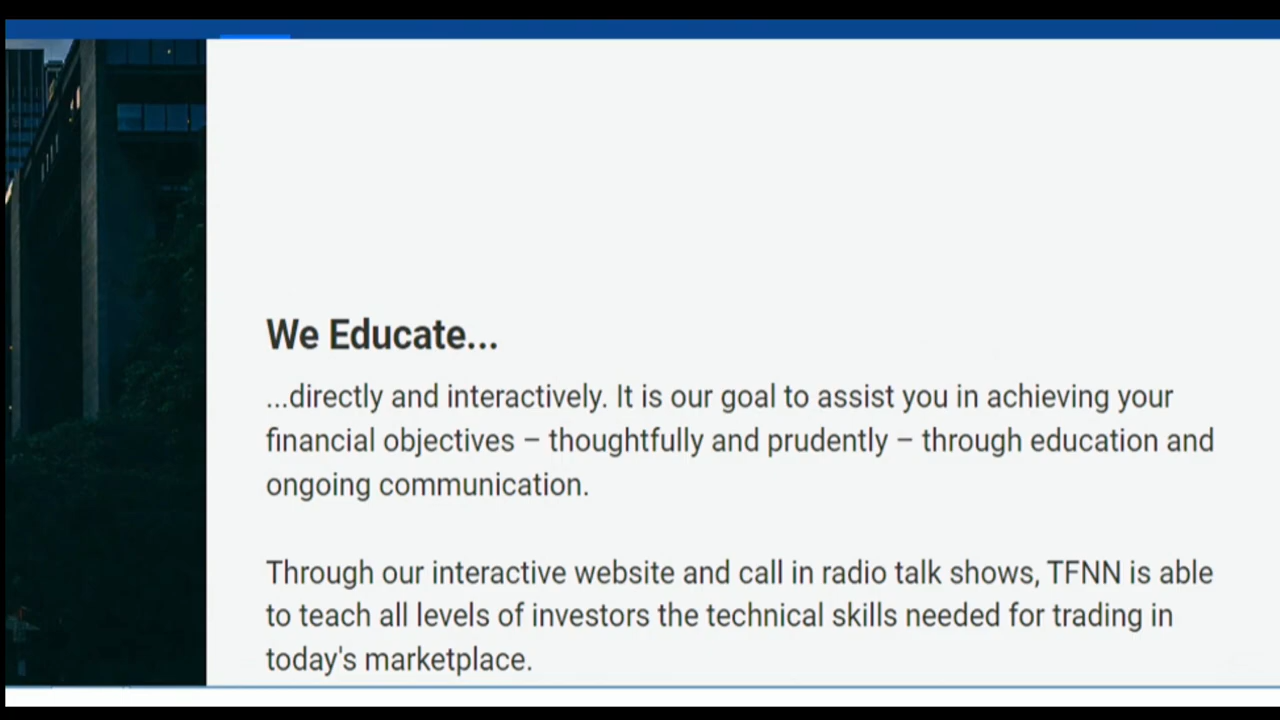 We Educate...
...directly and interactively. It is our goal to assist you in achieving your
financial objectives – thoughtfully and prudently – through education and
ongoing communication.
Through our interactive website and call in radio talk shows, TFNN is able
to teach all levels of investors the technical skills needed for trading in
today's marketplace.